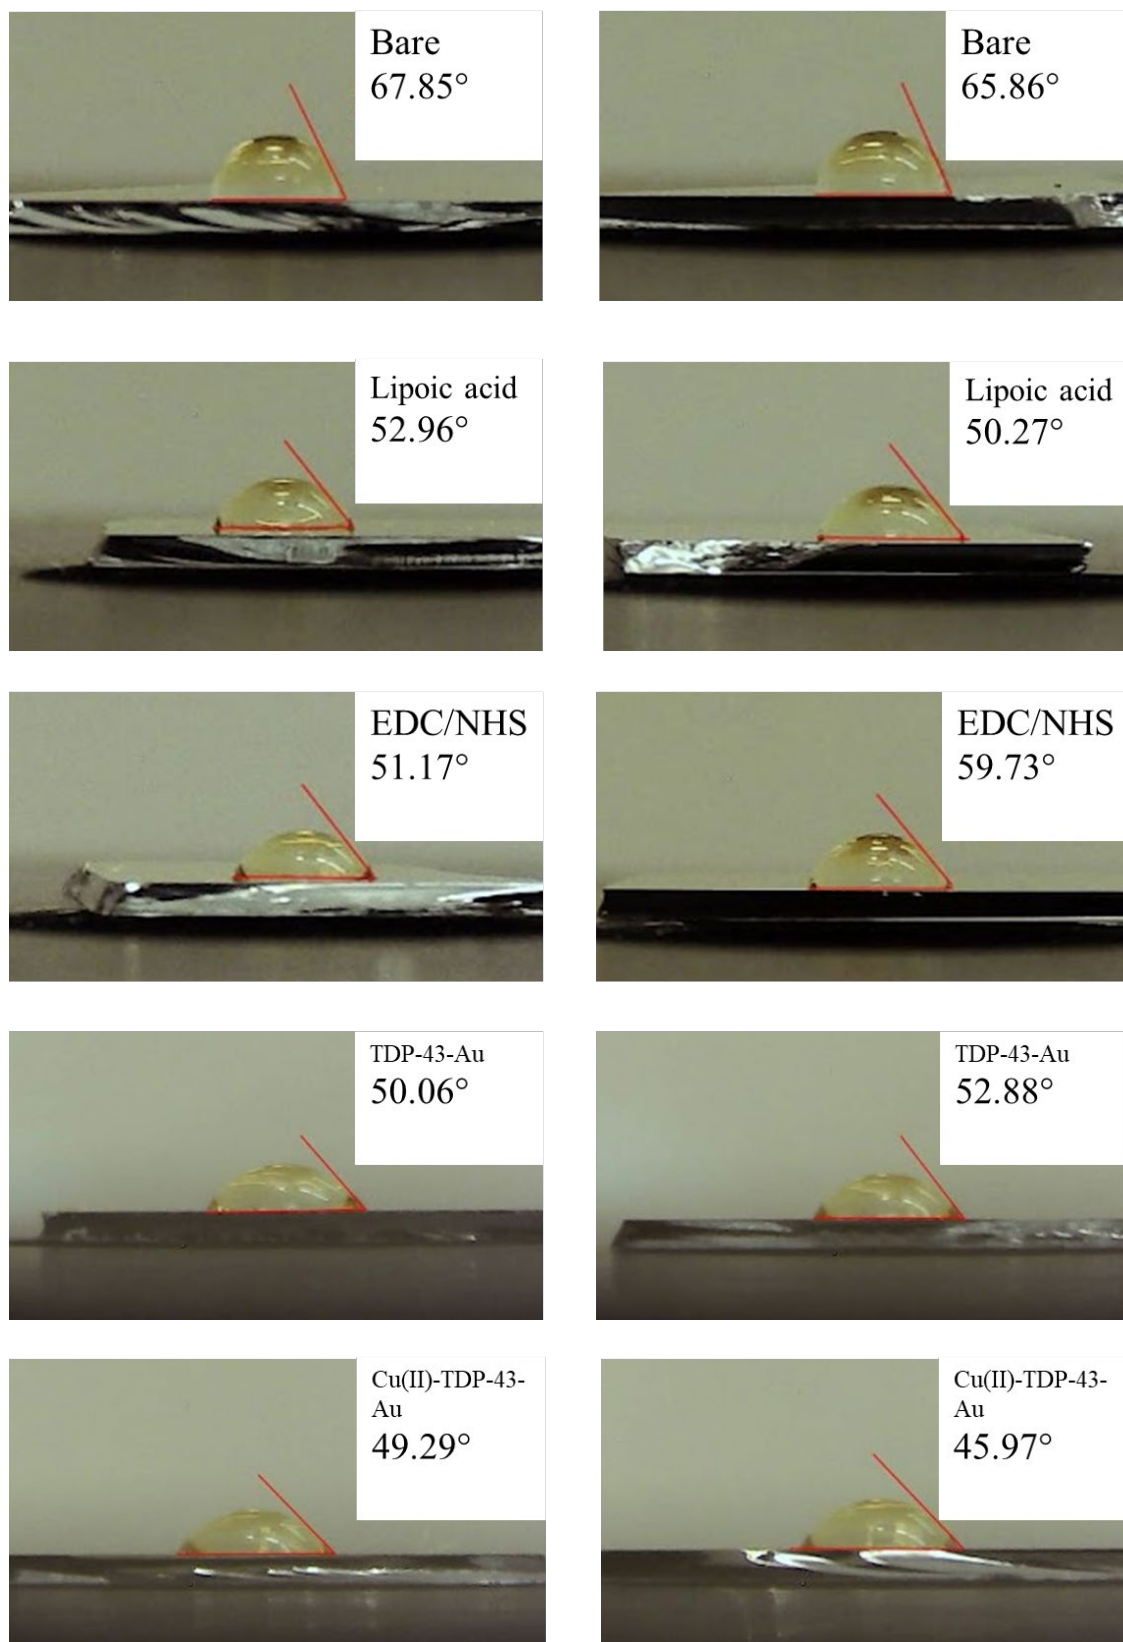 Bare
67.85°
Bare
65.86°
Lipoic acid
52.96°
Lipoic acid
50.27°
EDC/NHS
51.17°
EDC/NHS
59.73°
TDP-43-Au
50.06°
TDP-43-Au
52.88°
Cu(II)-TDP-43-
Au
49.29°
Cu(II)-TDP-43-
Au
45.97°